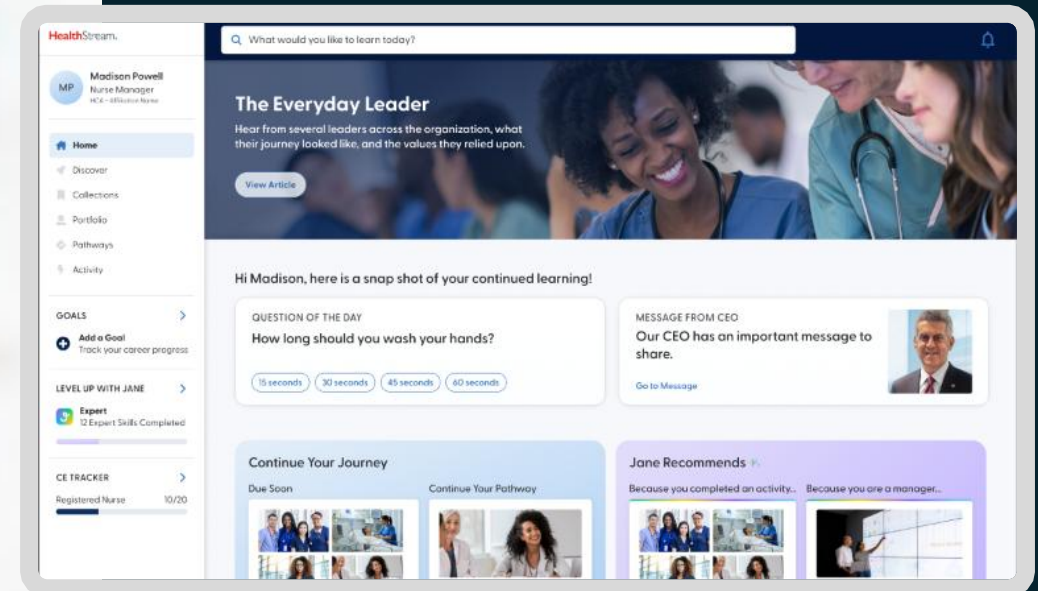 HealthStream.
What would you like to learn today?
MP
Madison Powell
Nurse Manager
Home
Discover
Collections
Portfolio
Pathways
Activity
GOALS
Add a Goal
Track your career progress
LEVEL UP WITH JANE
Expert
12 Expert Skills Completed
CE TRACKER
Registered Nurse 10/20
The Everyday Leader
Hear from several leaders across the organization, what
their journey looked like, and the values they relied upon.
View Article
Hi Madison, here is a snap shot of your continued learning!
QUESTION OF THE DAY
How long should you wash your hands?
15 seconds 30 seconds 45 seconds 60 seconds
MESSAGE FROM CEO
Our CEO has an important message to
share.
Go to Message
Continue Your Journey
Due Soon
Continue Your Pathway
Jane Recommends
Because you completed an activity...
Because you are a manager...